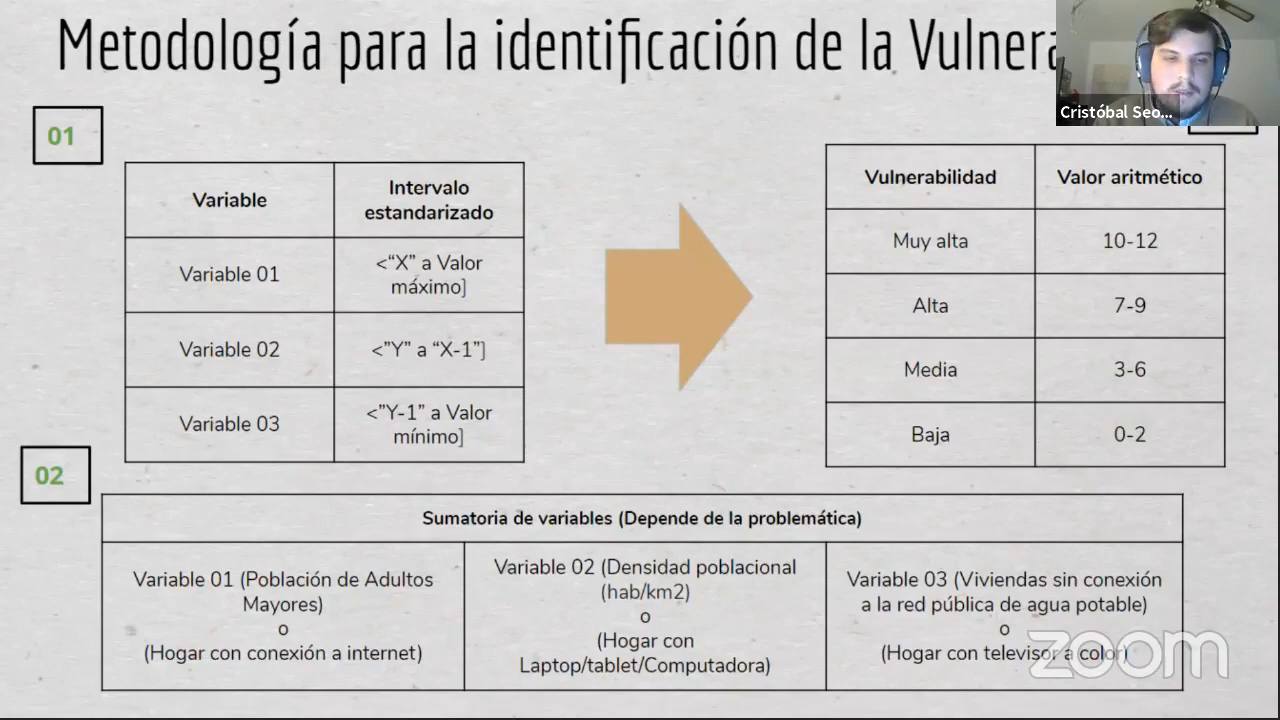 Metodología para la identificación de la
Cristóbal Seo...
01
Variable
Intervalo
estandarizado
Variable 01
<“X” a Valor
máximo]
Variable 02
<”Y” a “X-1”]
Variable 03
<”Y-1” a Valor
mínimo]
Vulnerabilidad
Valor aritmético
Muy alta
10-12
Alta
7-9
Media
3-6
Baja
0-2
02
Sumatoria de variables (Depende de la problemática)
Variable 01 (Población de Adultos
Mayores)
o
(Hogar con conexión a internet)
Variable 02 (Densidad poblacional
(hab/km2)
o
(Hogar con
Laptop/tablet/Computadora)
Variable 03 (Viviendas sin conexión
a la red pública de agua potable)
o
(Hogar con televisor a color)
zoom